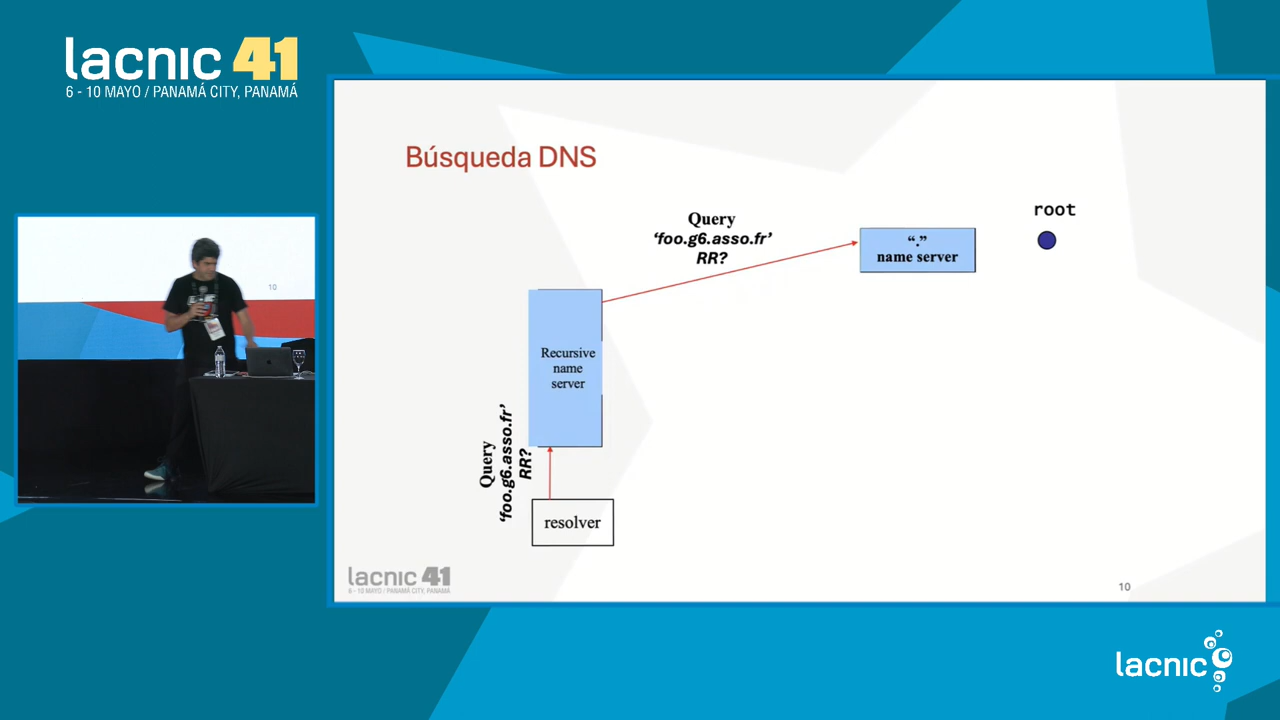 lacnic 41
6 - 10 MAYO / PANAMÁ CITY, PANAMÁ
Búsqueda DNS
root
Query
‘foo.g6.asso.fr’
RR?
“.”
name server
Recursive
name
server
Query
‘foo.g6.asso.fr’
RR?
resolver
10
lacnic 41
6 - 10 MAYO / PANAMÁ CITY, PANAMÁ
10
lacnic